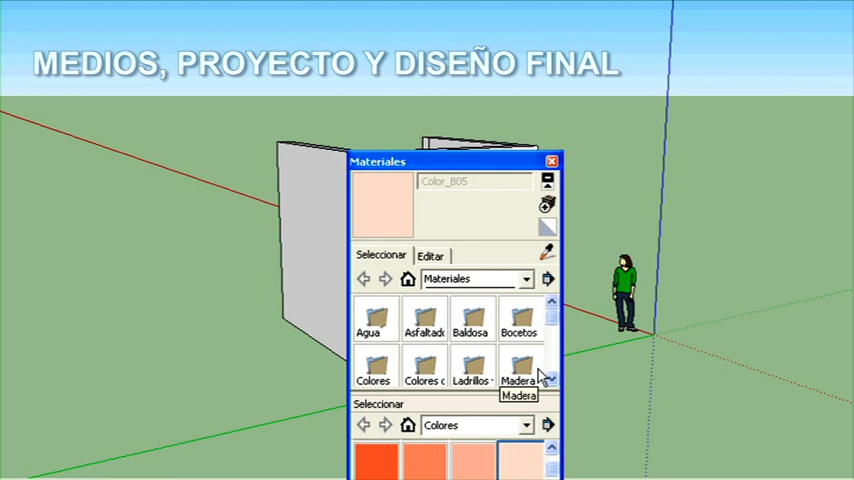 MEDIOS, PROYECTO Y DISEÑO FINAL
Materiales
Color_B05
Seleccionar Editar
Materiales
Agua Asfaltado Baldosa Bocetos
Colores Colores c Ladrillos Madera
Madera
Seleccionar
Colores